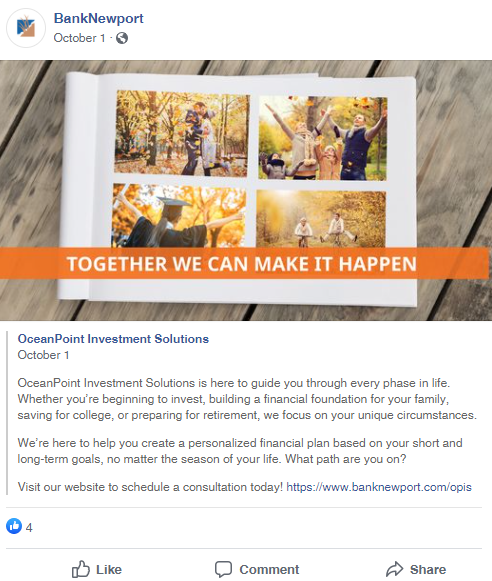 BankNewport
October 1 ·
TOGETHER WE CAN MAKE IT HAPPEN
OceanPoint Investment Solutions
October 1
OceanPoint Investment Solutions is here to guide you through every phase in life.
Whether you’re beginning to invest, building a financial foundation for your family,
saving for college, or preparing for retirement, we focus on your unique circumstances.
We’re here to help you create a personalized financial plan based on your short and
long-term goals, no matter the season of your life. What path are you on?
Visit our website to schedule a consultation today! https://www.banknewport.com/opis
4
Like Comment Share